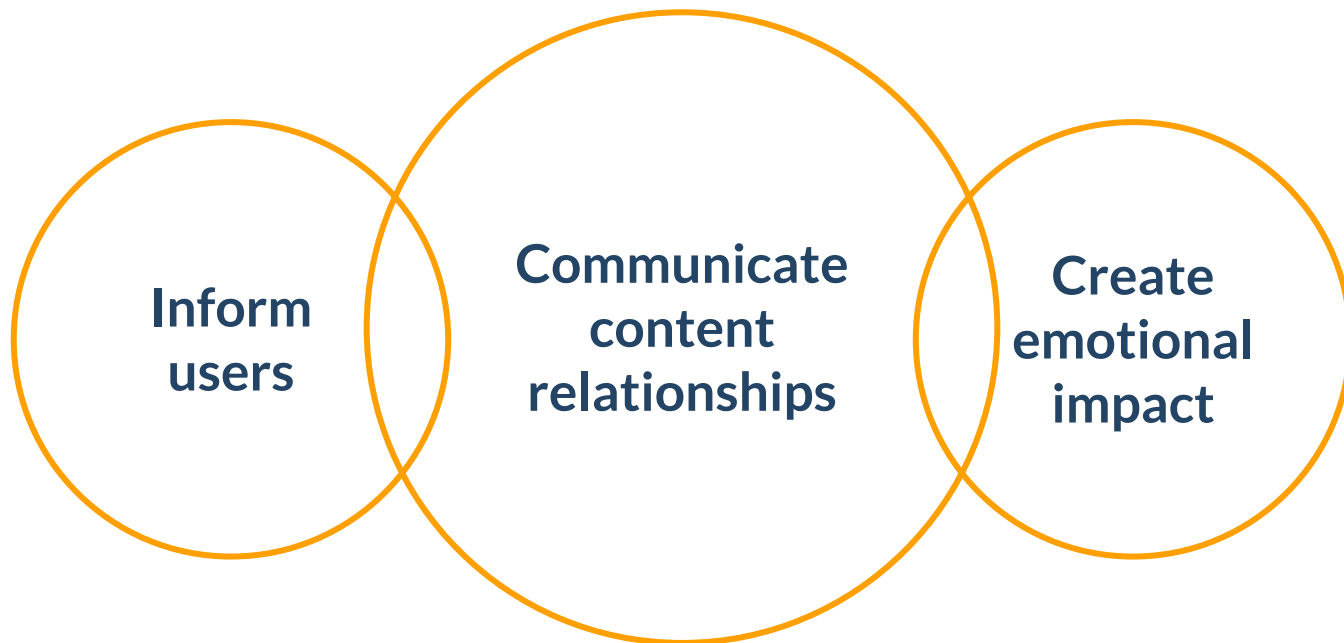 Inform
users
Communicate
content
relationships
Create
emotional
impact